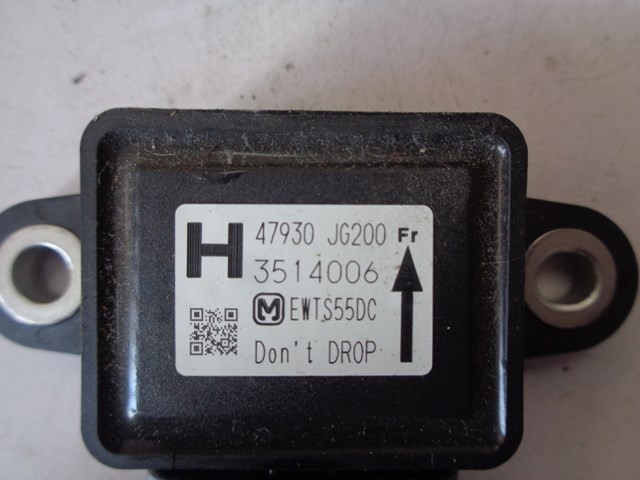 H 47930 JG200 Fr
3514006
M EWTS55DC
Don't DROP